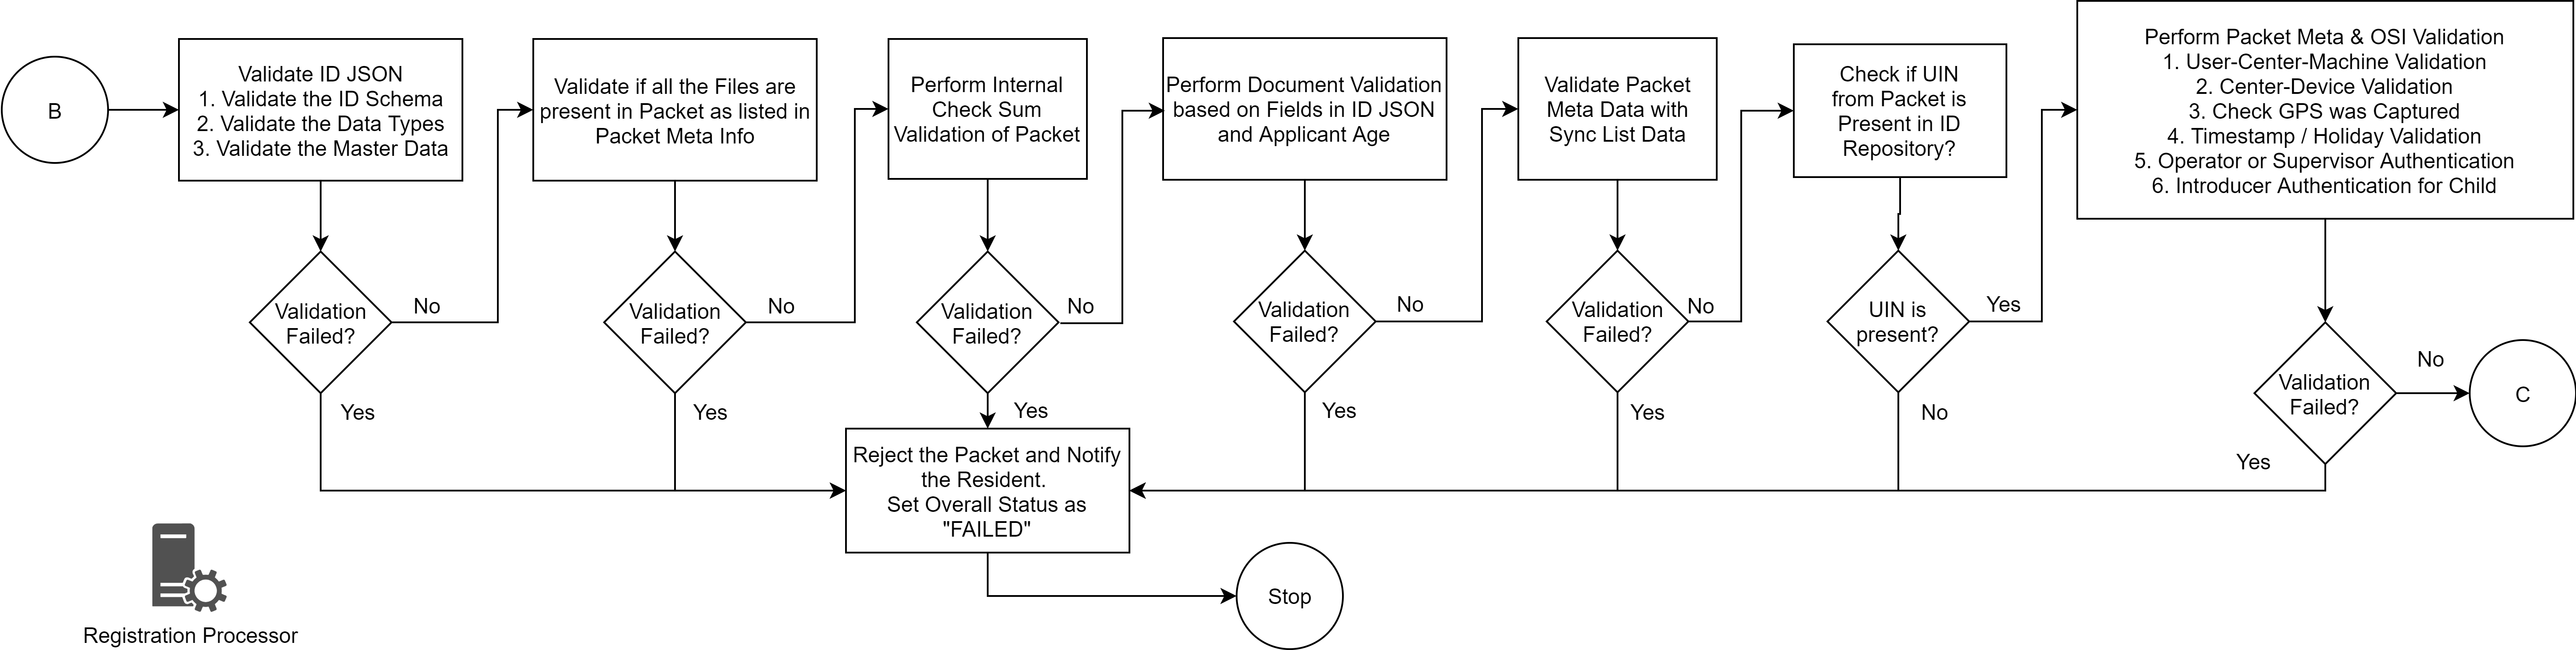 B
Validate ID JSON
1. Validate the ID Schema
2. Validate the Data Types
3. Validate the Master Data
Validate if all the Files are
present in Packet as listed in
Packet Meta Info
Perform Internal
Check Sum
Validation of Packet
Perform Document Validation
based on Fields in ID JSON
and Applicant Age
Validate Packet
Meta Data with
Sync List Data
Check if UIN
from Packet is
Present in ID
Repository?
Perform Packet Meta & OSI Validation
1. User-Center-Machine Validation
2. Center-Device Validation
3. Check GPS was Captured
4. Timestamp / Holiday Validation
5. Operator or Supervisor Authentication
6. Introducer Authentication for Child
Validation
Failed?
No
Yes
Validation
Failed?
No
Yes
Validation
Failed?
No
Yes
Validation
Failed?
No
Yes
Validation
Failed?
No
Yes
UIN is
present?
Yes
No
Validation
Failed?
No
Yes
C
Reject the Packet and Notify
the Resident.
Set Overall Status as
"FAILED"
Stop
Registration Processor